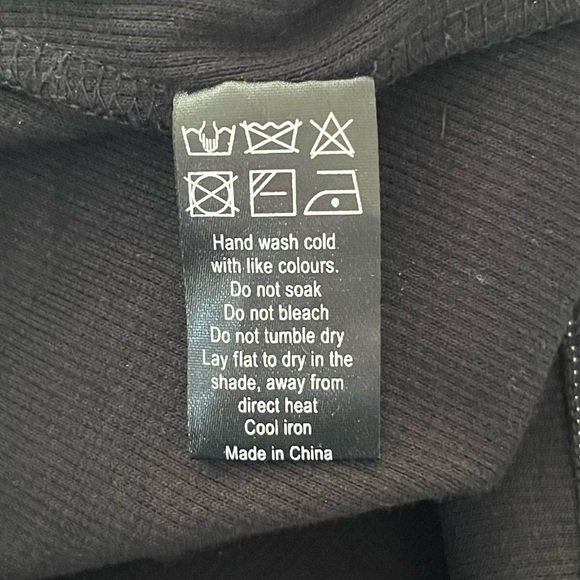 Hand wash cold
with like colours.
Do not soak
Do not bleach
Do not tumble dry
Lay flat to dry in the
shade, away from
direct heat
Cool iron
Made in China